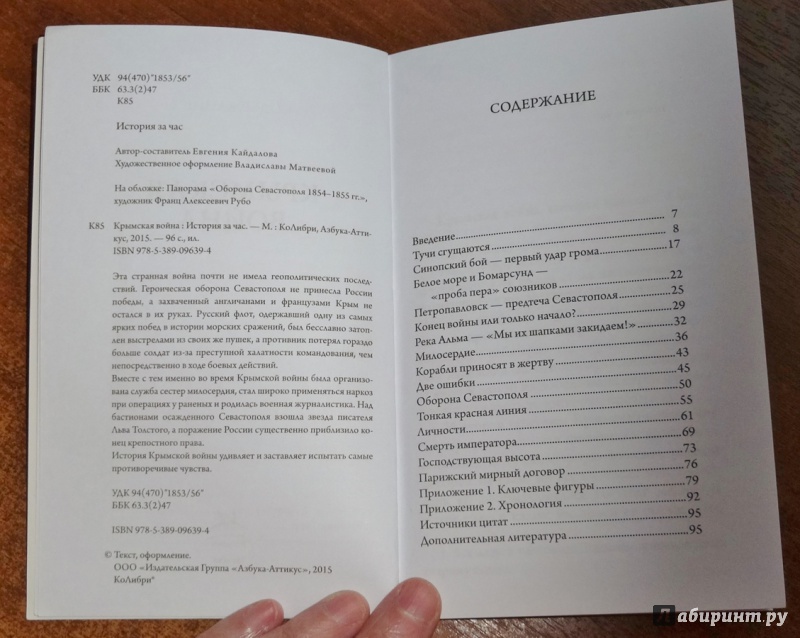 УДК 94(470)"1853/56"
ББК 63.3(2)47
К85
История за час
Автор-составитель Евгения Кайдалова
Художественное оформление Владиславы Матвеевой
На обложке: Панорама «Оборона Севастополя 1854–1855 гг.»,
художник Франц Алексеевич Рубо
К85 Крымская война : История за час. — М. : КоЛибри, Азбука-Атти-
кус, 2015. — 96 с., ил.
ISBN 978-5-389-09639-4
Эта странная война почти не имела геополитических послед-
ствий. Героическая оборона Севастополя не принесла России
победы, а захваченный англичанами и французами Крым не
остался в их руках. Русский флот, одержавший одну из самых
ярких побед в истории морских сражений, был бесславно затоп-
лен выстрелами из своих же пушек, а противник потерял гораздо
больше солдат из-за преступной халатности командования, чем
непосредственно в ходе боевых действий.
Вместе с тем именно во время Крымской войны была организо-
вана служба сестер милосердия, стал широко применяться наркоз
при операциях у раненых и родилась военная журналистика. Над
бастионами осажденного Севастополя взошла звезда писателя
Льва Толстого, а поражение России существенно приблизило ко-
нец крепостного права.
История Крымской войны удивляет и заставляет испытать самые
противоречивые чувства.
УДК 94(470)"1853/56"
ББК 63.3(2)47
ISBN 978-5-389-09639-4
© Текст, оформление.
ООО «Издательская Группа «Азбука-Аттикус», 2015
КоЛибри®
СОДЕРЖАНИЕ
Введение 7
Тучи сгущаются 8
Синопский бой — первый удар грома 17
Белое море и Бомарсунд —
«проба пера» союзников 22
Петропавловск — предтеча Севастополя 25
Конец войны или только начало? 29
Река Альма — «Мы их шапками закидаем!» 32
Милосердие 36
Корабли приносят в жертву 43
Две ошибки 45
Оборона Севастополя 50
Тонкая красная линия 55
Личности 61
Смерть императора 69
Господствующая высота 73
Парижский мирный договор 76
Приложение 1. Ключевые фигуры 79
Приложение 2. Хронология 92
Источники цитат 95
Дополнительная литература 95
Лабиринт.ру